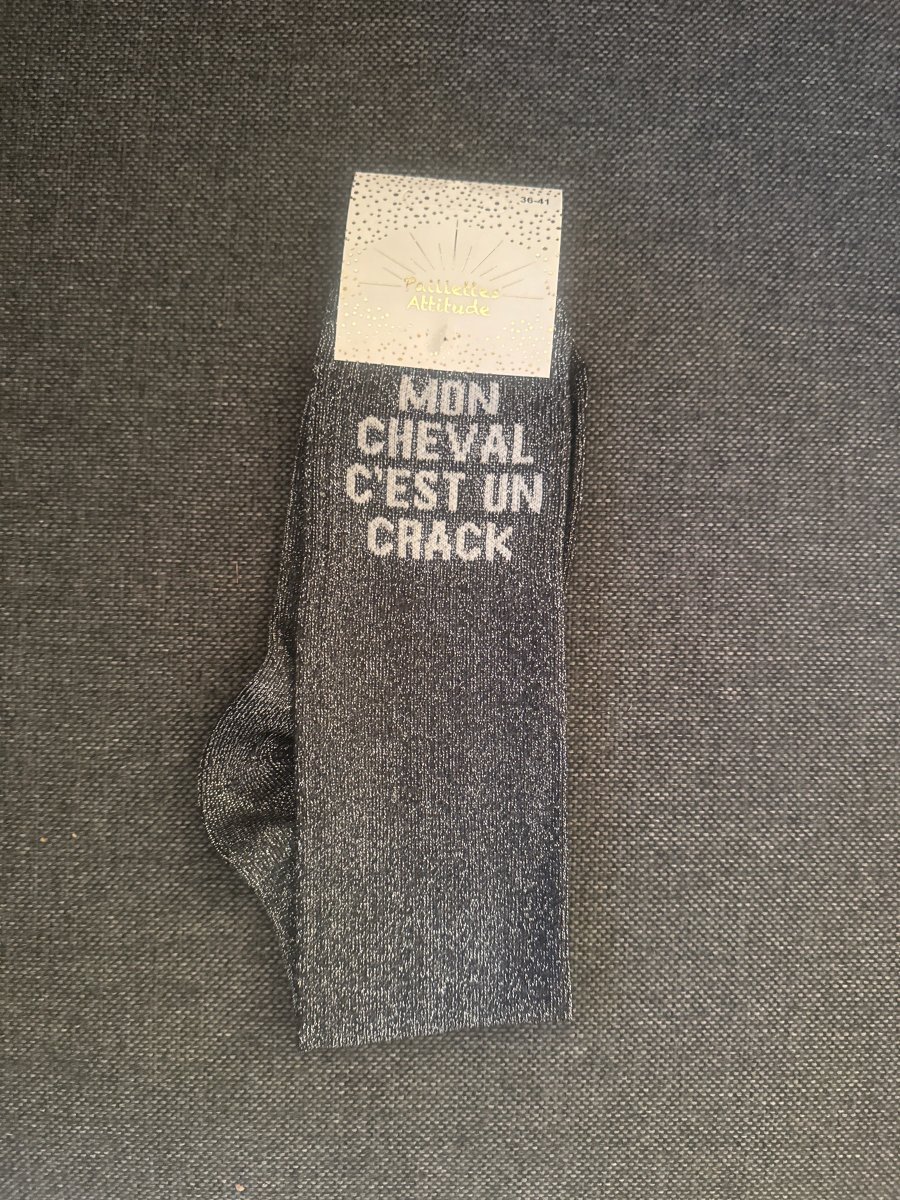 36-41
Paillettes
Attitude
MON
CHEVAL
C'EST UN
CRACK